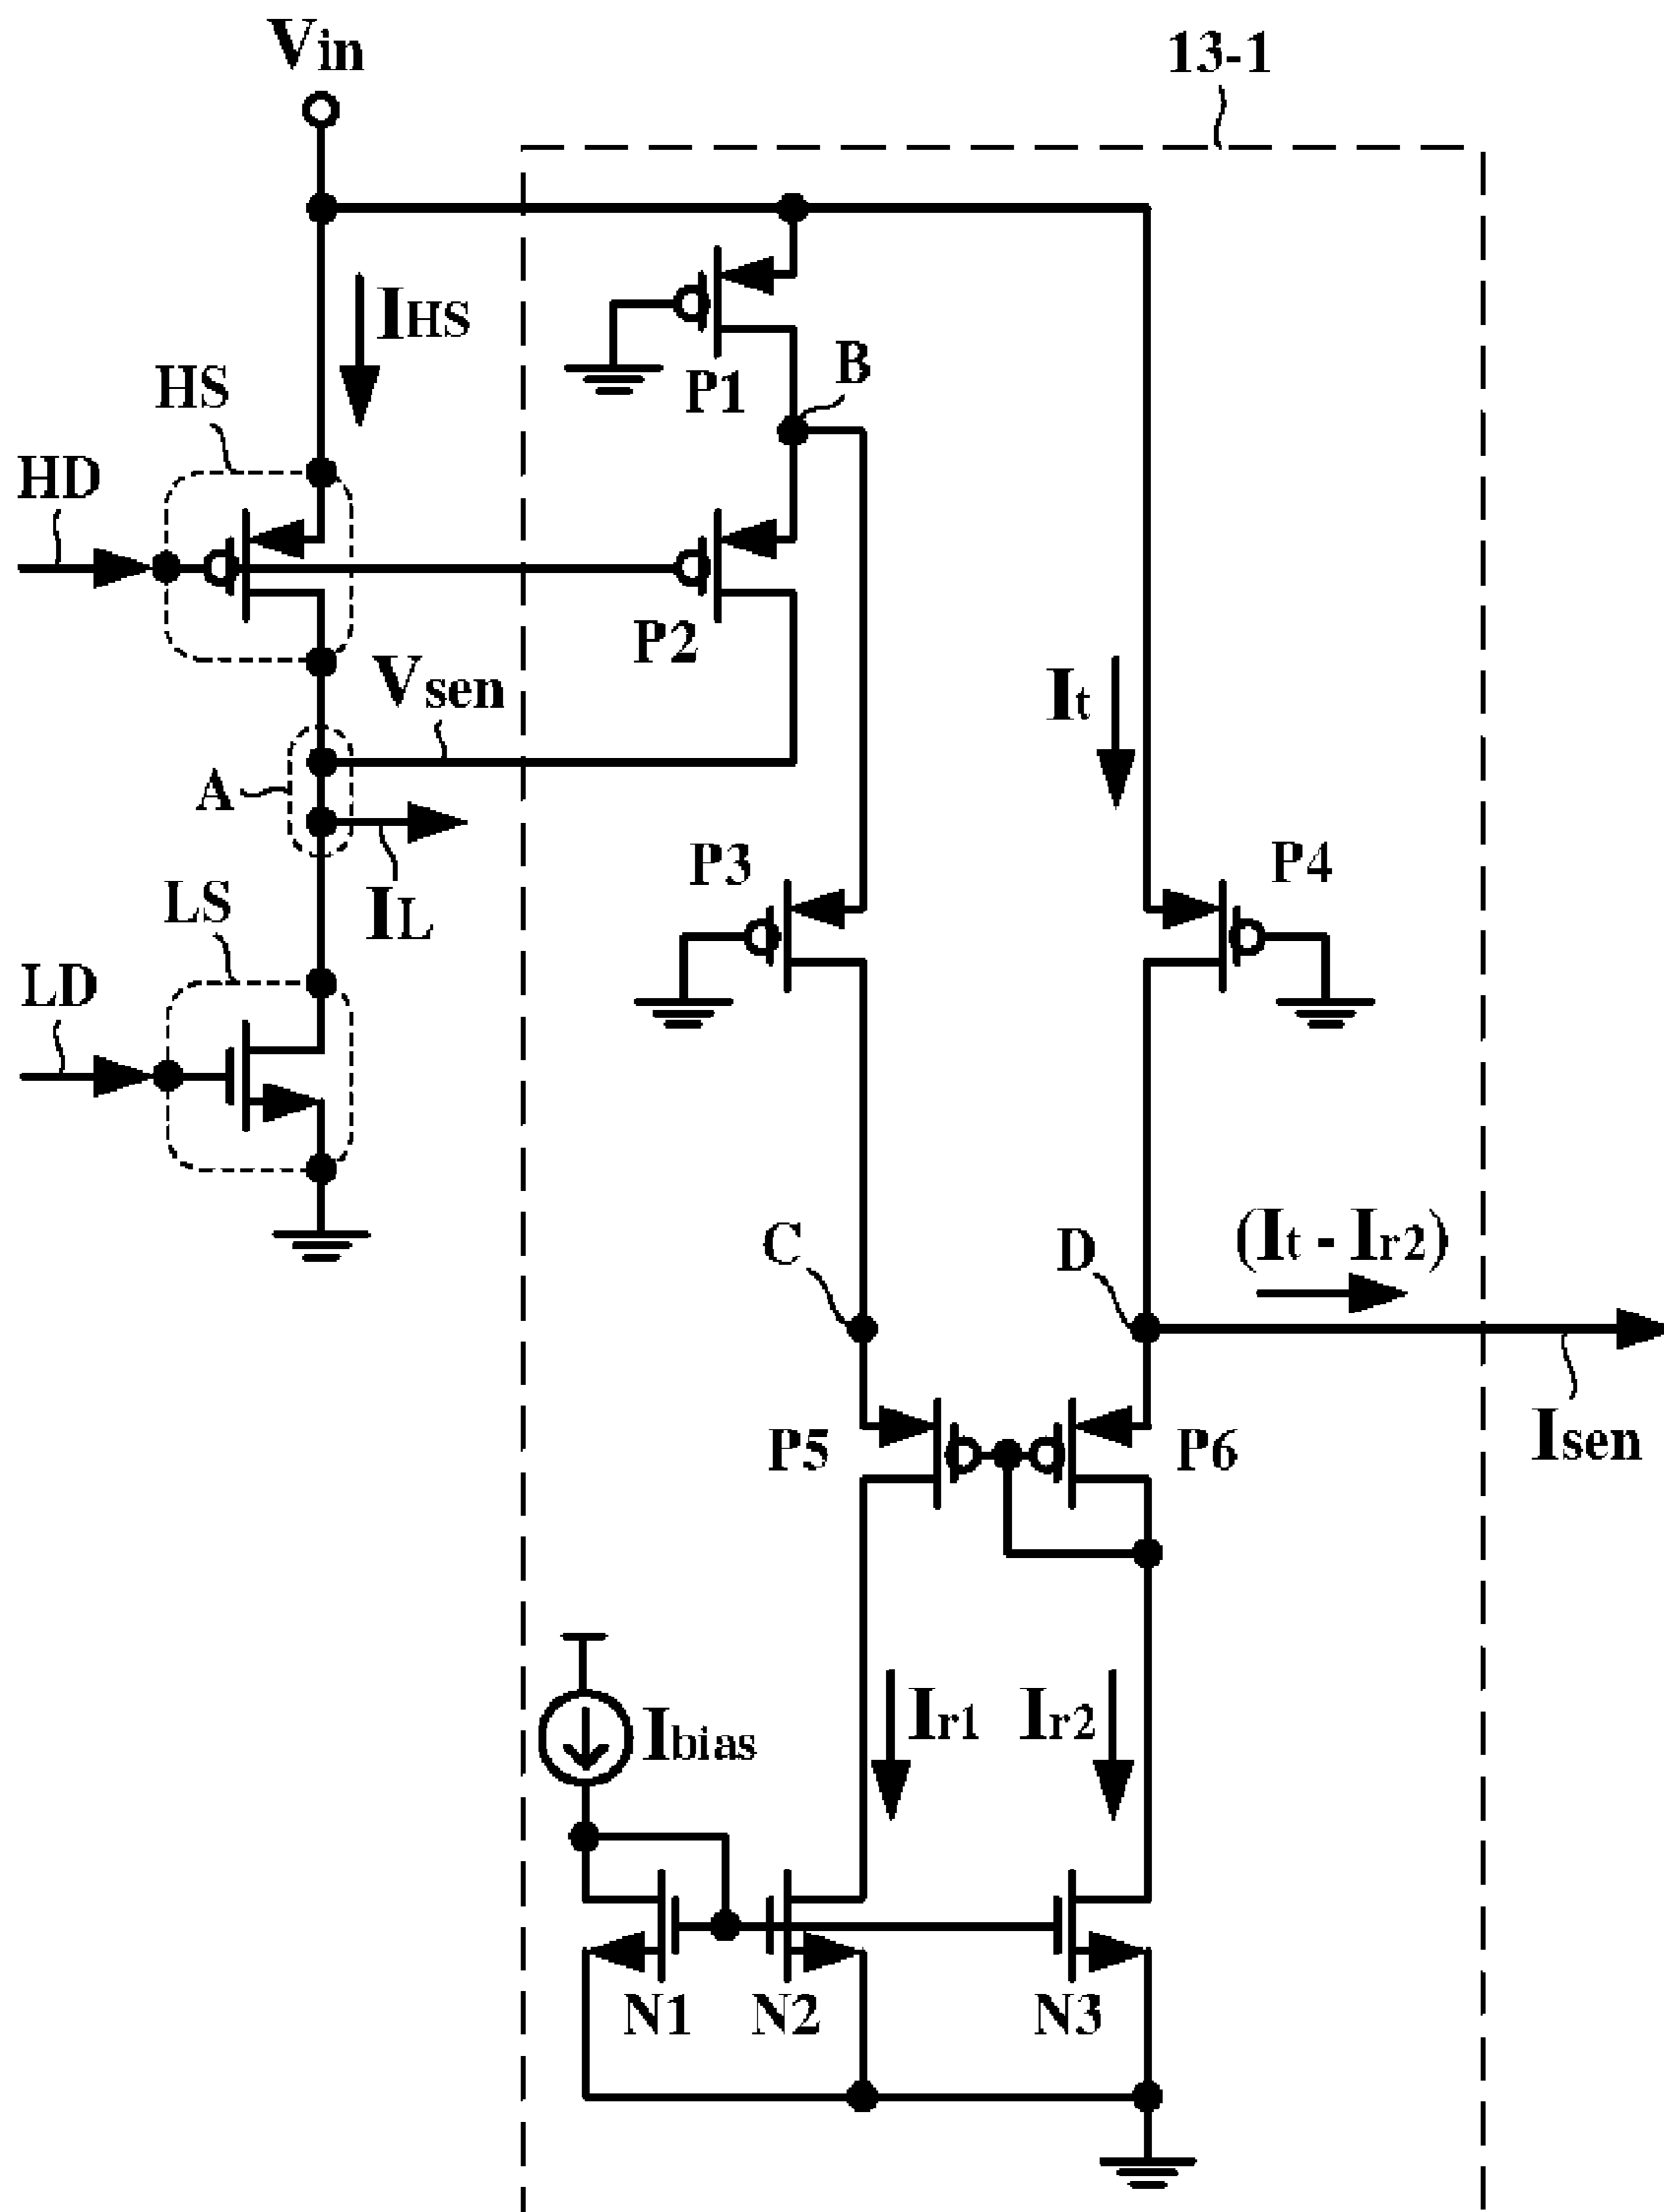 Vin
13-1
IHS
B
HS
P1
HD
P2
Vsen
It
A
P3
P4
LS
IL
LD
C
D
(It - Ir2)
P5
P6
Isen
Ibias
Ir1
Ir2
N1
N2
N3